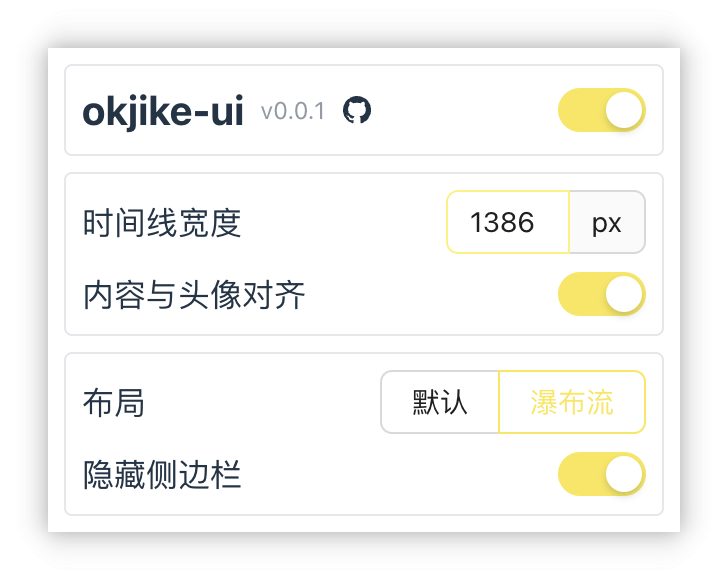 okjike-ui v0.0.1
时间线宽度 1386 px
内容与头像对齐
布局 默认 瀑布流
隐藏侧边栏